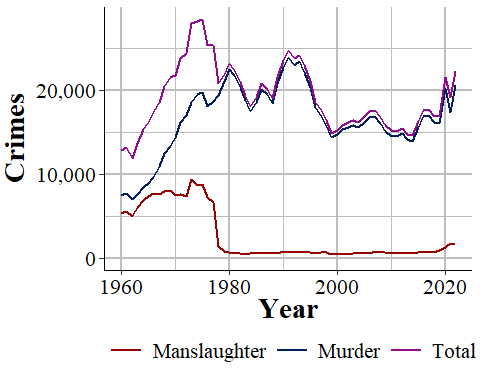 Crimes
20,000
10,000
0
1960 1980 2000 2020
Year
Manslaughter Murder Total